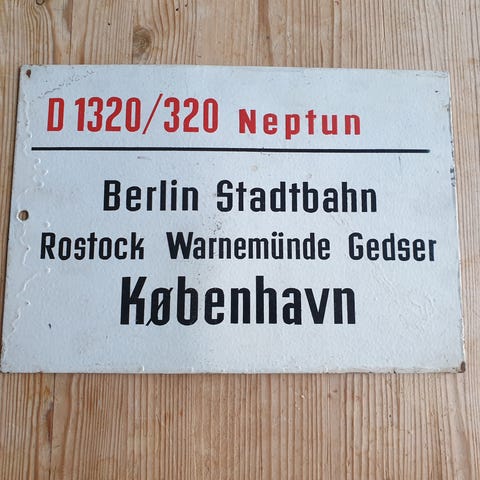 D 1320/320 Neptun
Berlin Stadtbahn
Rostock Warnemünde Gedser
København